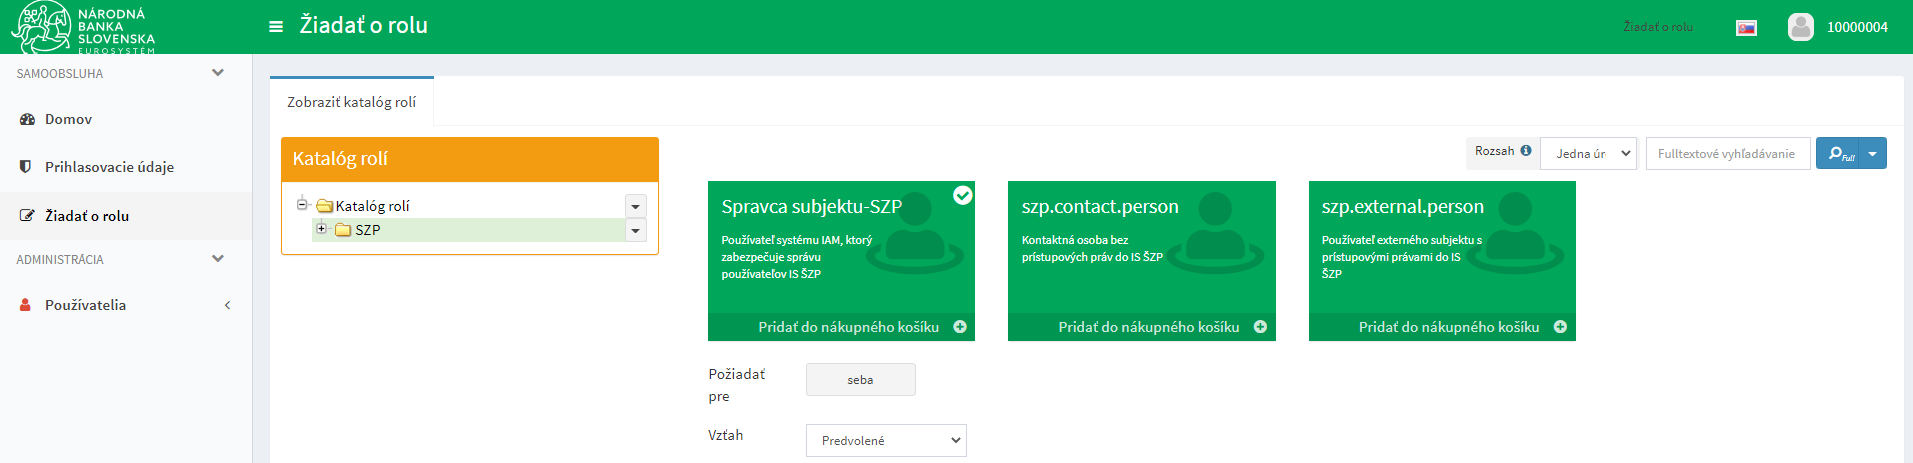 NÁRODNÁ
BANKA
SLOVENSKA
EUROSYSTÉM
Žiadať o rolu
Žiadať o rolu
10000004
SAMOOBSLUHA
Domov
Prihlasovacie údaje
Žiadať o rolu
ADMINISTRÁCIA
Používatelia
Zobraziť katalóg rolí
Katalóg rolí
Katalóg rolí
SZP
Rozsah
Jedna úr
Fulltextové vyhľadávanie
Full
Spravca subjektu-SZP
Používateľ systému IAM, ktorý
zabezpečuje správu
používateľov IS ŠZP
Pridať do nákupného košíku
szp.contact.person
Kontaktná osoba bez
prístupových práv do IS ŠZP
Pridať do nákupného košíku
szp.external.person
Používateľ externého subjektu s
prístupovými právami do IS
ŠZP
Pridať do nákupného košíku
Požiadať
pre
seba
Vzťah
Predvolené